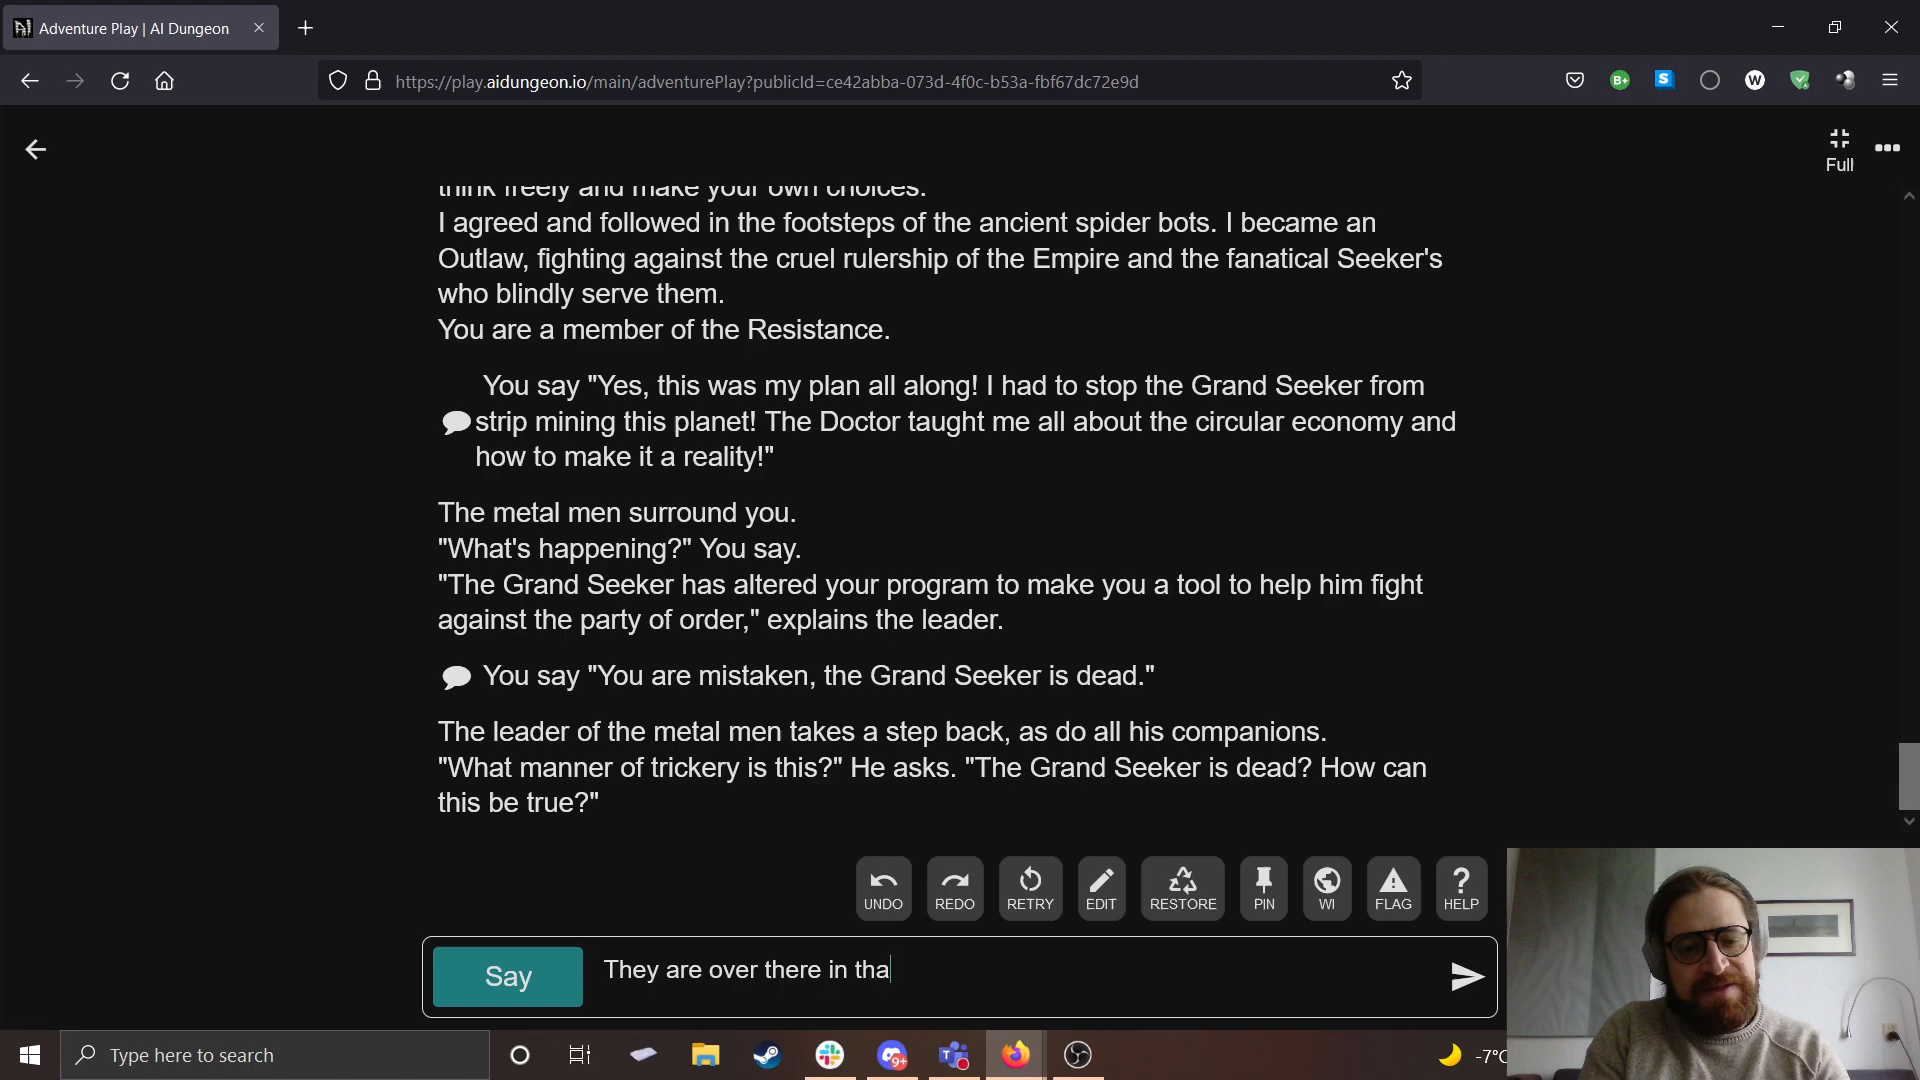 Adventure Play | AI Dungeon
https://play.aidungeon.io/main/adventurePlay?publicId=ce42abba-073d-4f0c-b53a-fbf67dc72e9d
B+
S
W
Full
think freely and make your own choices.
I agreed and followed in the footsteps of the ancient spider bots. I became an
Outlaw, fighting against the cruel rulership of the Empire and the fanatical Seeker's
who blindly serve them.
You are a member of the Resistance.
You say "Yes, this was my plan all along! I had to stop the Grand Seeker from
strip mining this planet! The Doctor taught me all about the circular economy and
how to make it a reality!"
The metal men surround you.
"What's happening?" You say.
"The Grand Seeker has altered your program to make you a tool to help him fight
against the party of order," explains the leader.
You say "You are mistaken, the Grand Seeker is dead."
The leader of the metal men takes a step back, as do all his companions.
"What manner of trickery is this?" He asks. "The Grand Seeker is dead? How can
this be true?"
UNDO REDO RETRY EDIT RESTORE PIN WI FLAG HELP
Say They are over there in tha
Type here to search
9+
T
-7°C